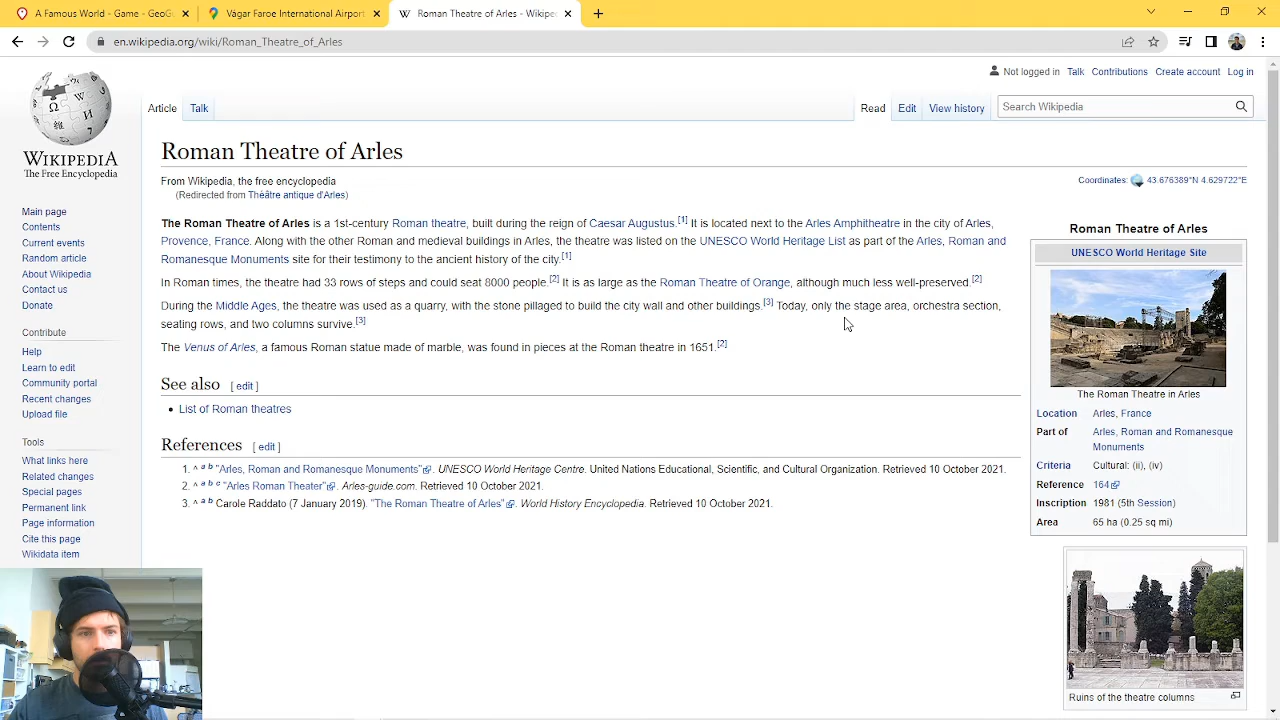 A Famous World - Game - GeoG
Vágar Faroe International Airport
Roman Theatre of Arles - Wikipe
en.wikipedia.org/wiki/Roman_Theatre_of_Arles
Not logged in Talk Contributions Create account Log in
Article Talk Read Edit View history Search Wikipedia
WIKIPEDIA
The Free Encyclopedia
Main page
Contents
Current events
Random article
About Wikipedia
Contact us
Donate
Contribute
Help
Learn to edit
Community portal
Recent changes
Upload file
Tools
What links here
Related changes
Special pages
Permanent link
Page information
Cite this page
Wikidata item
Roman Theatre of Arles
From Wikipedia, the free encyclopedia
(Redirected from Théâtre antique d'Arles)
Coordinates: 43.676389°N 4.629722°E
The Roman Theatre of Arles is a 1st-century Roman theatre, built during the reign of Caesar Augustus.[1] It is located next to the Arles Amphitheatre in the city of Arles,
Provence, France. Along with the other Roman and medieval buildings in Arles, the theatre was listed on the UNESCO World Heritage List as part of the Arles, Roman and
Romanesque Monuments site for their testimony to the ancient history of the city.[1]
In Roman times, the theatre had 33 rows of steps and could seat 8000 people.[2] It is as large as the Roman Theatre of Orange, although much less well-preserved.[2]
During the Middle Ages, the theatre was used as a quarry, with the stone pillaged to build the city wall and other buildings.[3] Today, only the stage area, orchestra section,
seating rows, and two columns survive.[3]
The Venus of Arles, a famous Roman statue made of marble, was found in pieces at the Roman theatre in 1651.[2]
See also [ edit ]
• List of Roman theatres
References [ edit ]
1. ^ a b "Arles, Roman and Romanesque Monuments". UNESCO World Heritage Centre. United Nations Educational, Scientific, and Cultural Organization. Retrieved 10 October 2021.
2. ^ a b c "Arles Roman Theater". Arles-guide.com. Retrieved 10 October 2021.
3. ^ a b Carole Raddato (7 January 2019). "The Roman Theatre of Arles". World History Encyclopedia. Retrieved 10 October 2021.
Roman Theatre of Arles
UNESCO World Heritage Site
The Roman Theatre in Arles
Location Arles, France
Part of Arles, Roman and Romanesque
Monuments
Criteria Cultural: (ii), (iv)
Reference 164
Inscription 1981 (5th Session)
Area 65 ha (0.25 sq mi)
Ruins of the theatre columns